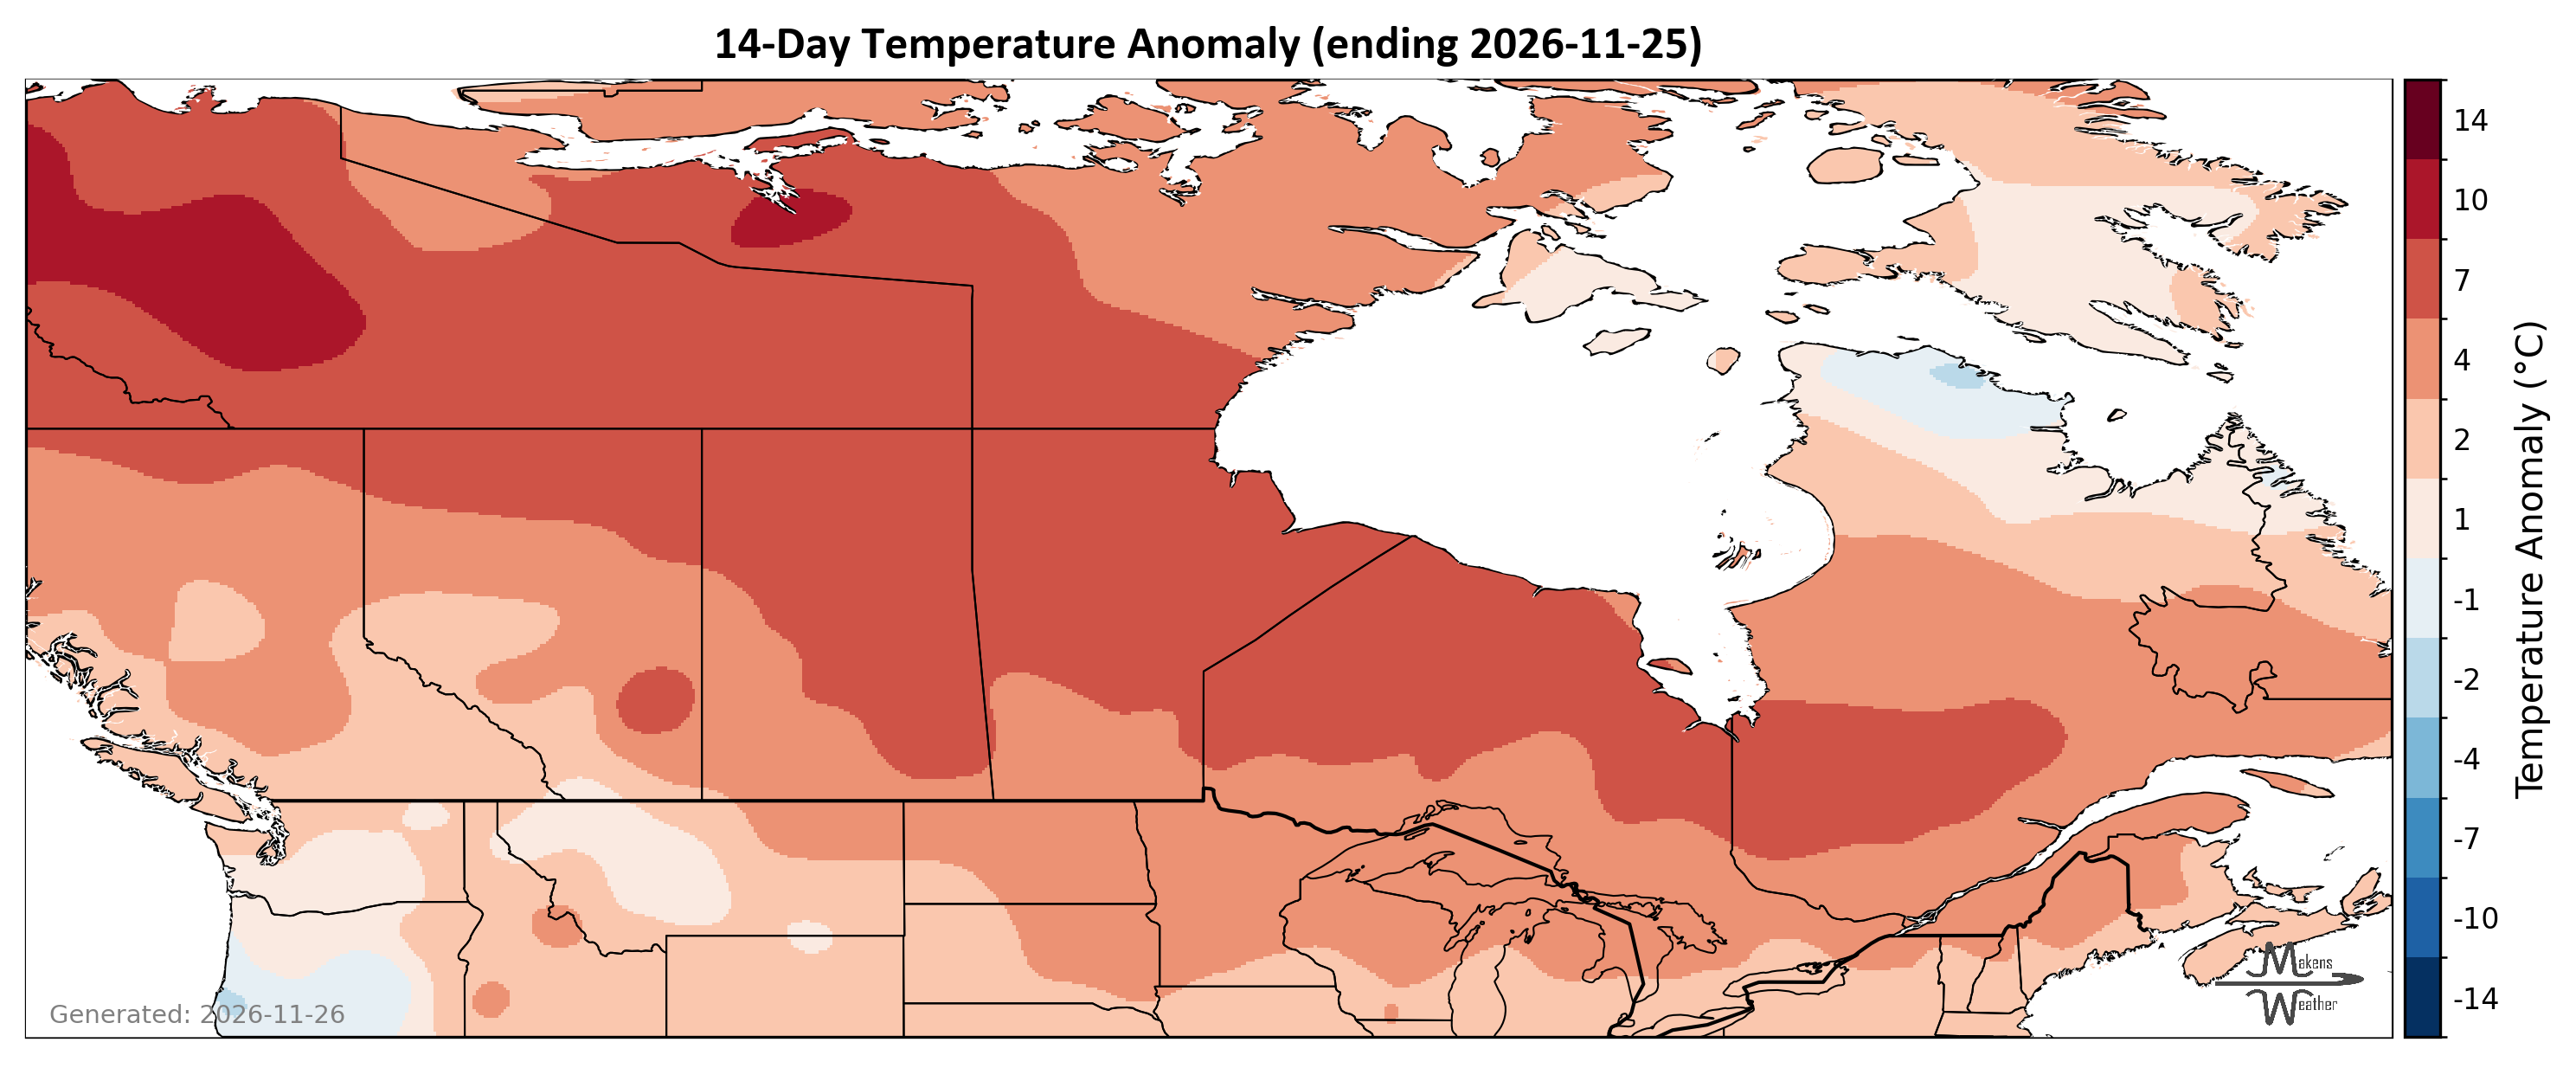 14-Day Temperature Anomaly (ending 2026-11-25)
14
10
7
4
2
1
-1
-2
-4
-7
-10
-14
Temperature Anomaly (°C)
Makens
Weather
Generated: 2026-11-26